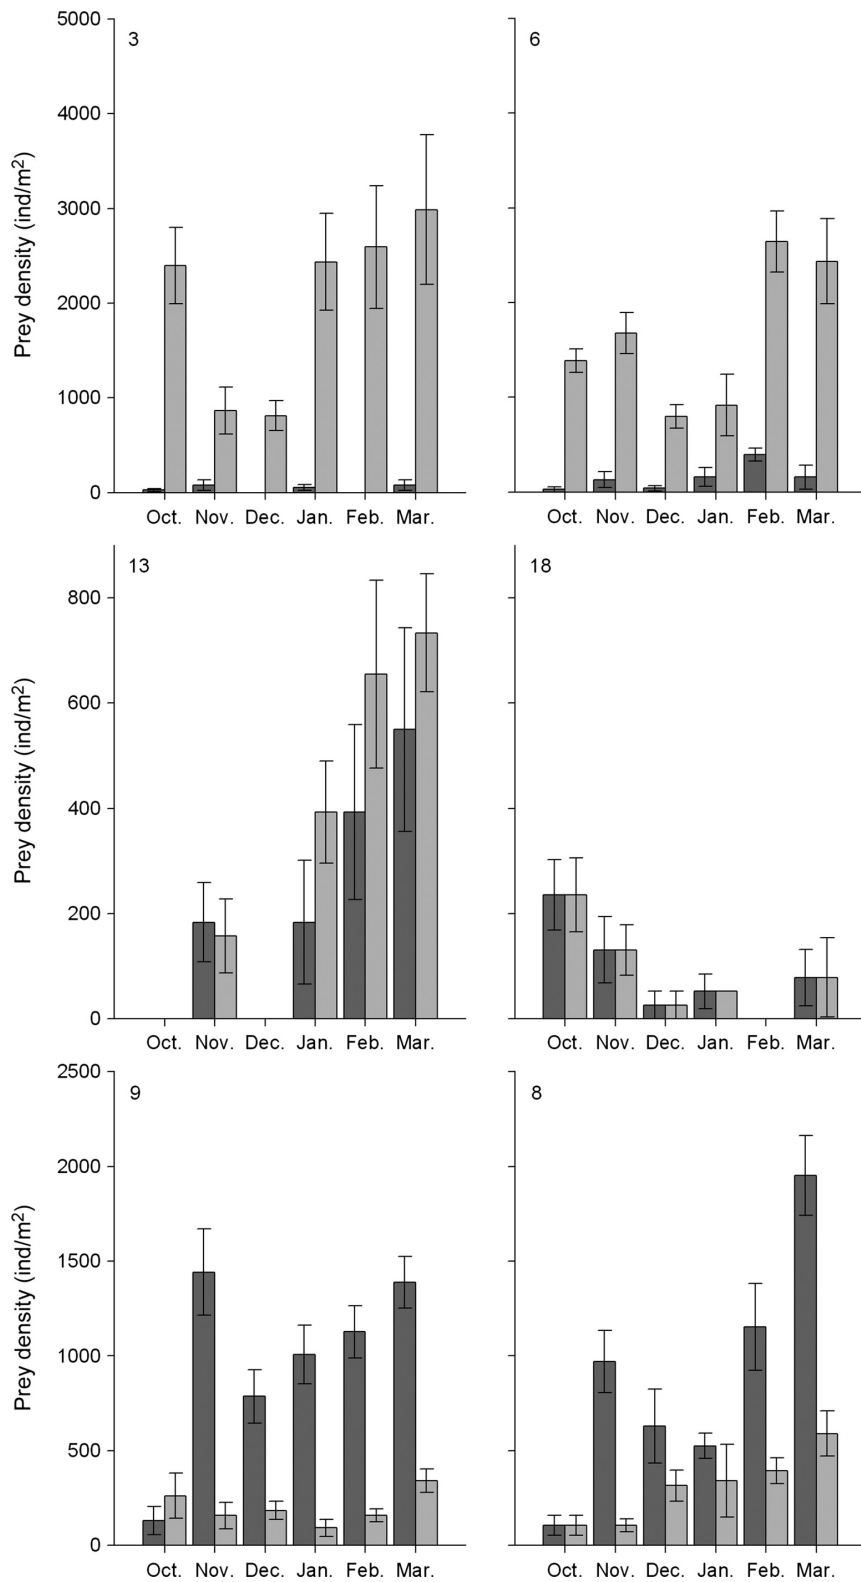 3
6
Prey density (ind/m²)
5000
4000
3000
2000
1000
0
Oct. Nov. Dec. Jan. Feb. Mar.
Oct. Nov. Dec. Jan. Feb. Mar.
13
18
Prey density (ind/m²)
800
600
400
200
0
Oct. Nov. Dec. Jan. Feb. Mar.
Oct. Nov. Dec. Jan. Feb. Mar.
9
8
Prey density (ind/m²)
2500
2000
1500
1000
500
0
Oct. Nov. Dec. Jan. Feb. Mar.
Oct. Nov. Dec. Jan. Feb. Mar.